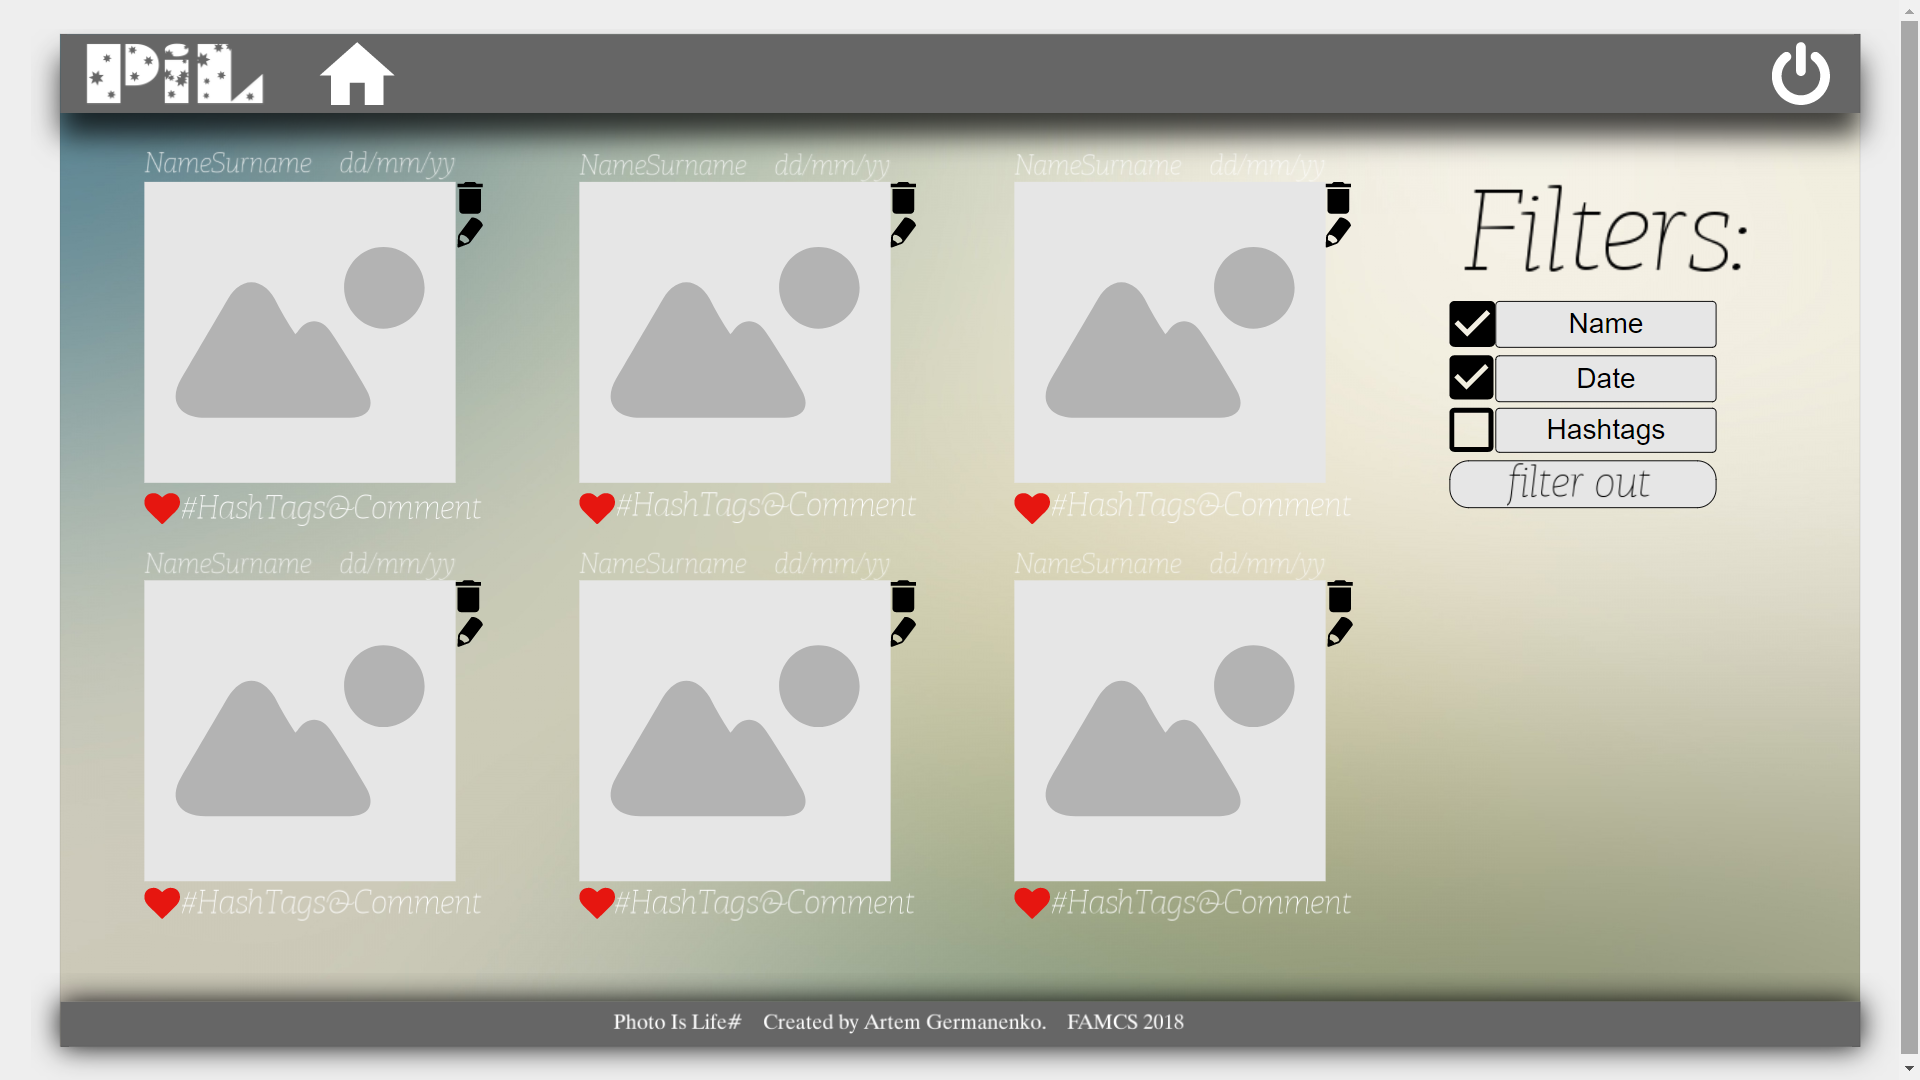 PiL
NameSurname dd/mm/yy
NameSurname dd/mm/yy
NameSurname dd/mm/yy
#HashTags@Comment
#HashTags@Comment
#HashTags@Comment
NameSurname dd/mm/yy
NameSurname dd/mm/yy
NameSurname dd/mm/yy
#HashTags@Comment
#HashTags@Comment
#HashTags@Comment
Filters:
Name
Date
Hashtags
filter out
Photo Is Life# Created by Artem Germanenko. FAMCS 2018